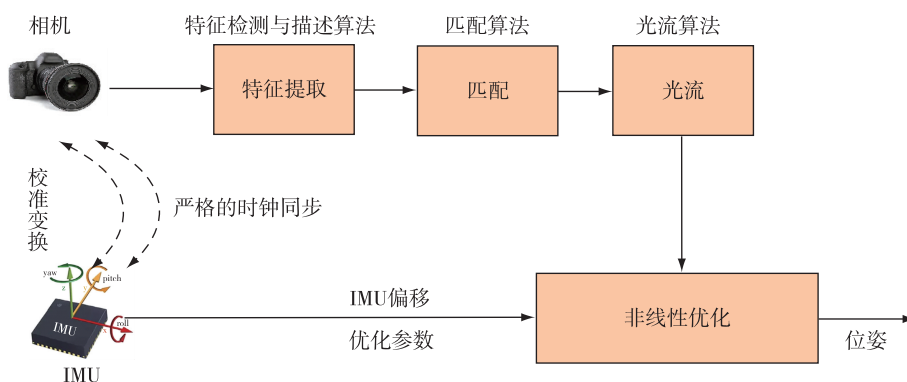 相机
特征检测与描述算法
匹配算法
光流算法
特征提取
匹配
光流
校准变换
严格的时钟同步
yaw
pitch
z
y
x
roll
IMU
IMU
IMU偏移
优化参数
非线性优化
位姿